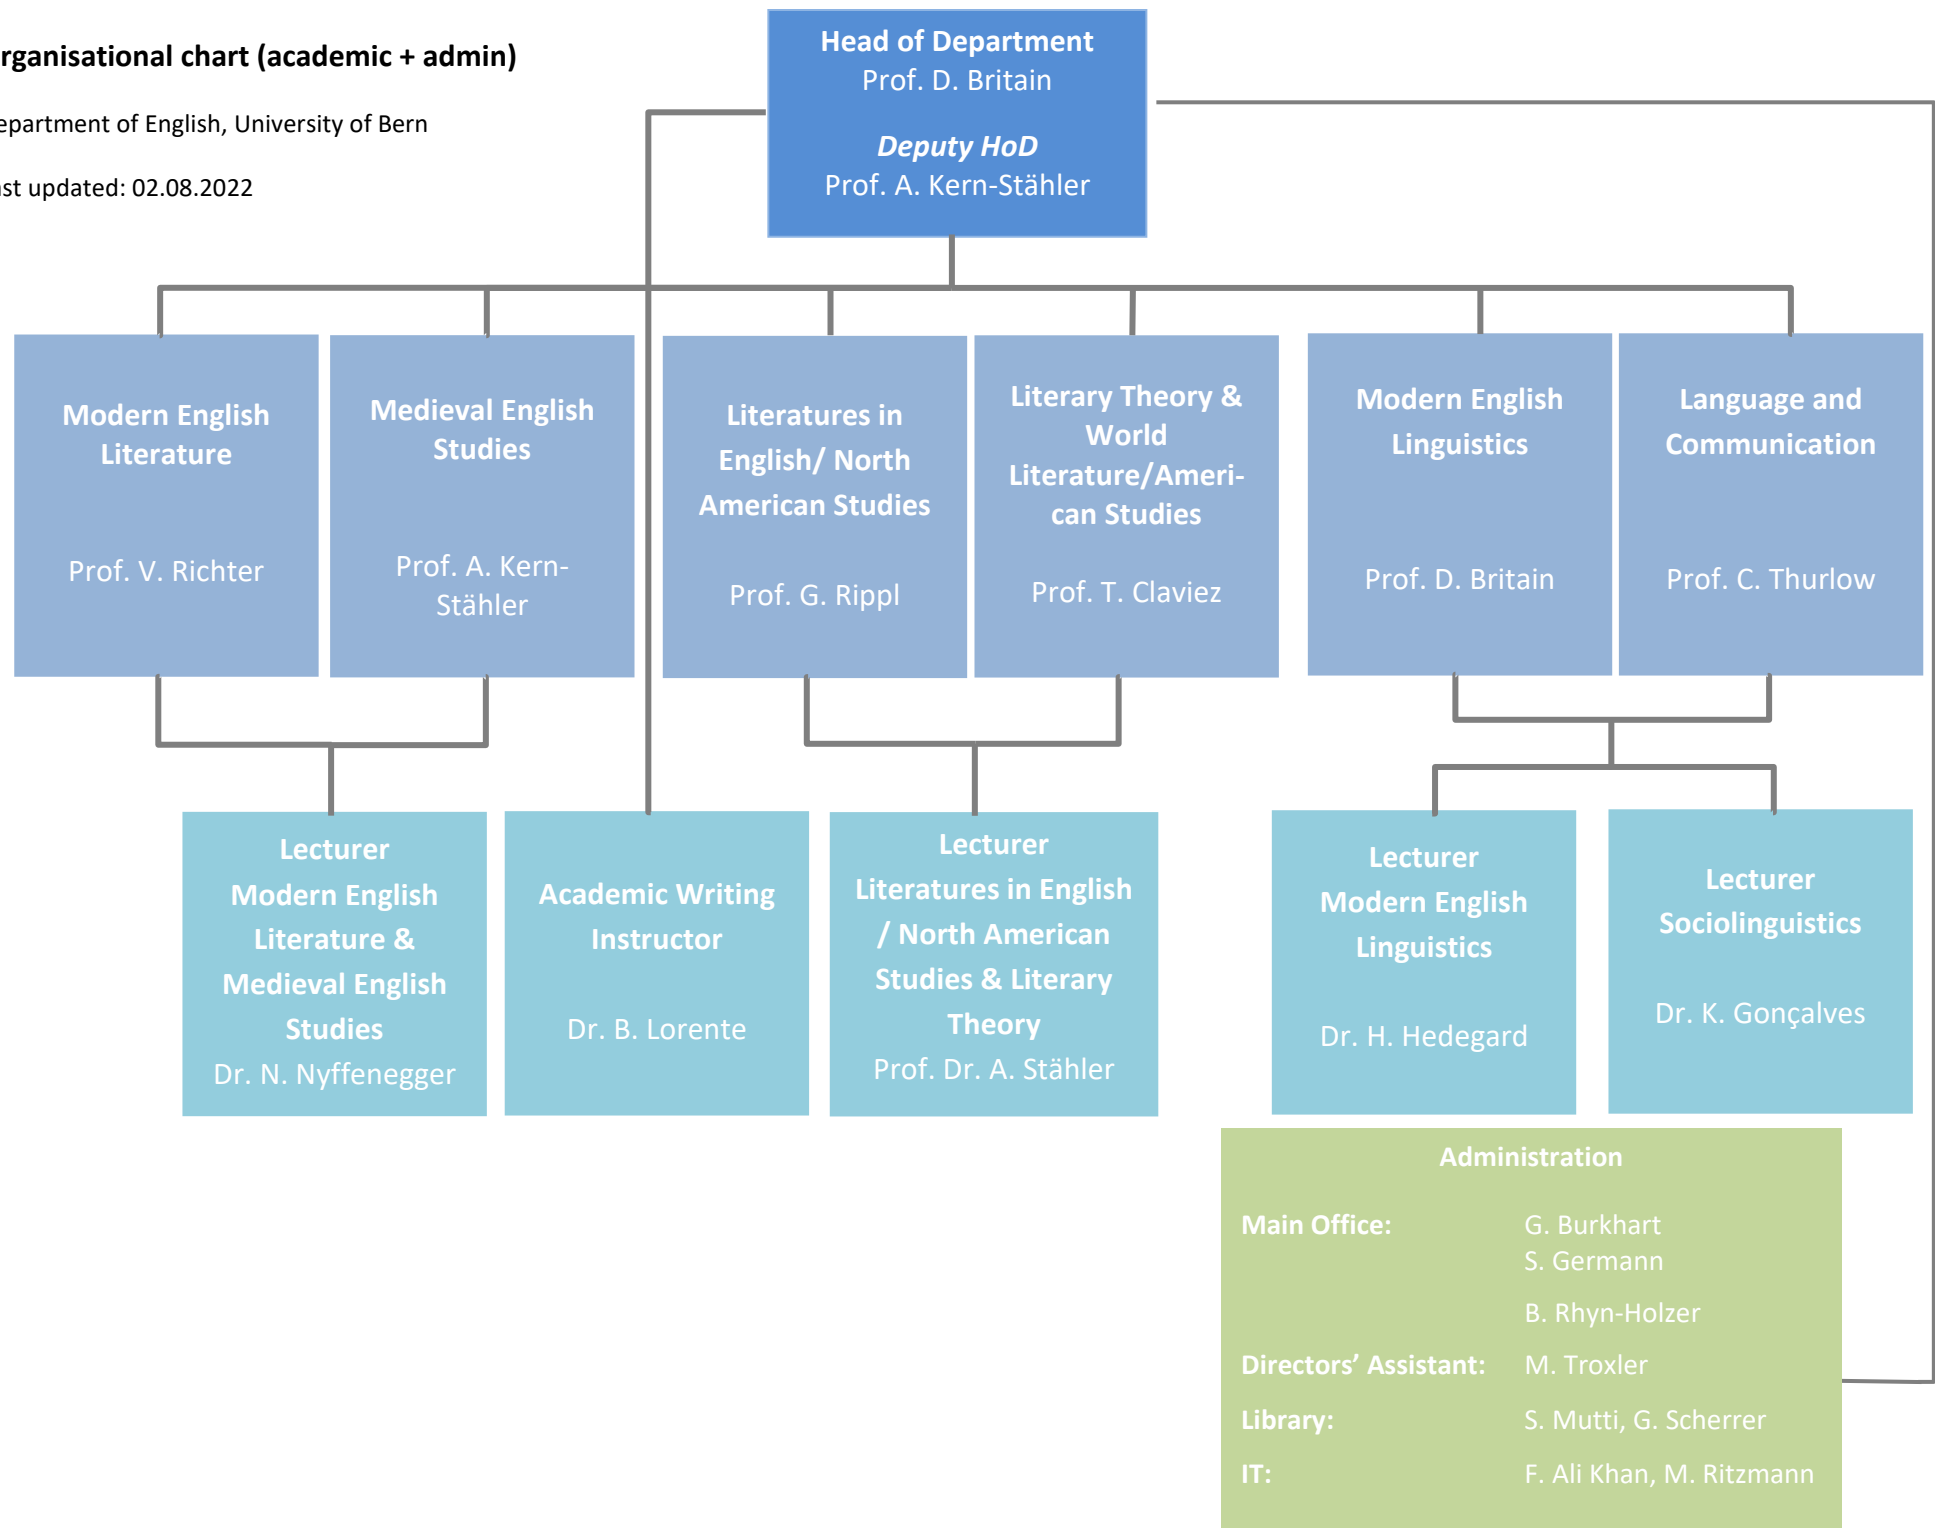 rganisational chart (academic + admin)
epartment of English, University of Bern
st updated: 02.08.2022
Head of Department
Prof. D. Britain
Deputy HoD
Prof. A. Kern-Stähler
Modern English
Literature
Prof. V. Richter
Medieval English
Studies
Prof. A. Kern-
Stähler
Literatures in
English/ North
American Studies
Prof. G. Rippl
Literary Theory &
World
Literature/Ameri-
can Studies
Prof. T. Claviez
Modern English
Linguistics
Prof. D. Britain
Language and
Communication
Prof. C. Thurlow
Lecturer
Modern English
Literature &
Medieval English
Studies
Dr. N. Nyffenegger
Academic Writing
Instructor
Dr. B. Lorente
Lecturer
Literatures in English
/ North American
Studies & Literary
Theory
Prof. Dr. A. Stähler
Lecturer
Modern English
Linguistics
Dr. H. Hedegard
Lecturer
Sociolinguistics
Dr. K. Gonçalves
Administration
Main Office: G. Burkhart
S. Germann
B. Rhyn-Holzer
Directors’ Assistant: M. Troxler
Library: S. Mutti, G. Scherrer
IT: F. Ali Khan, M. Ritzmann